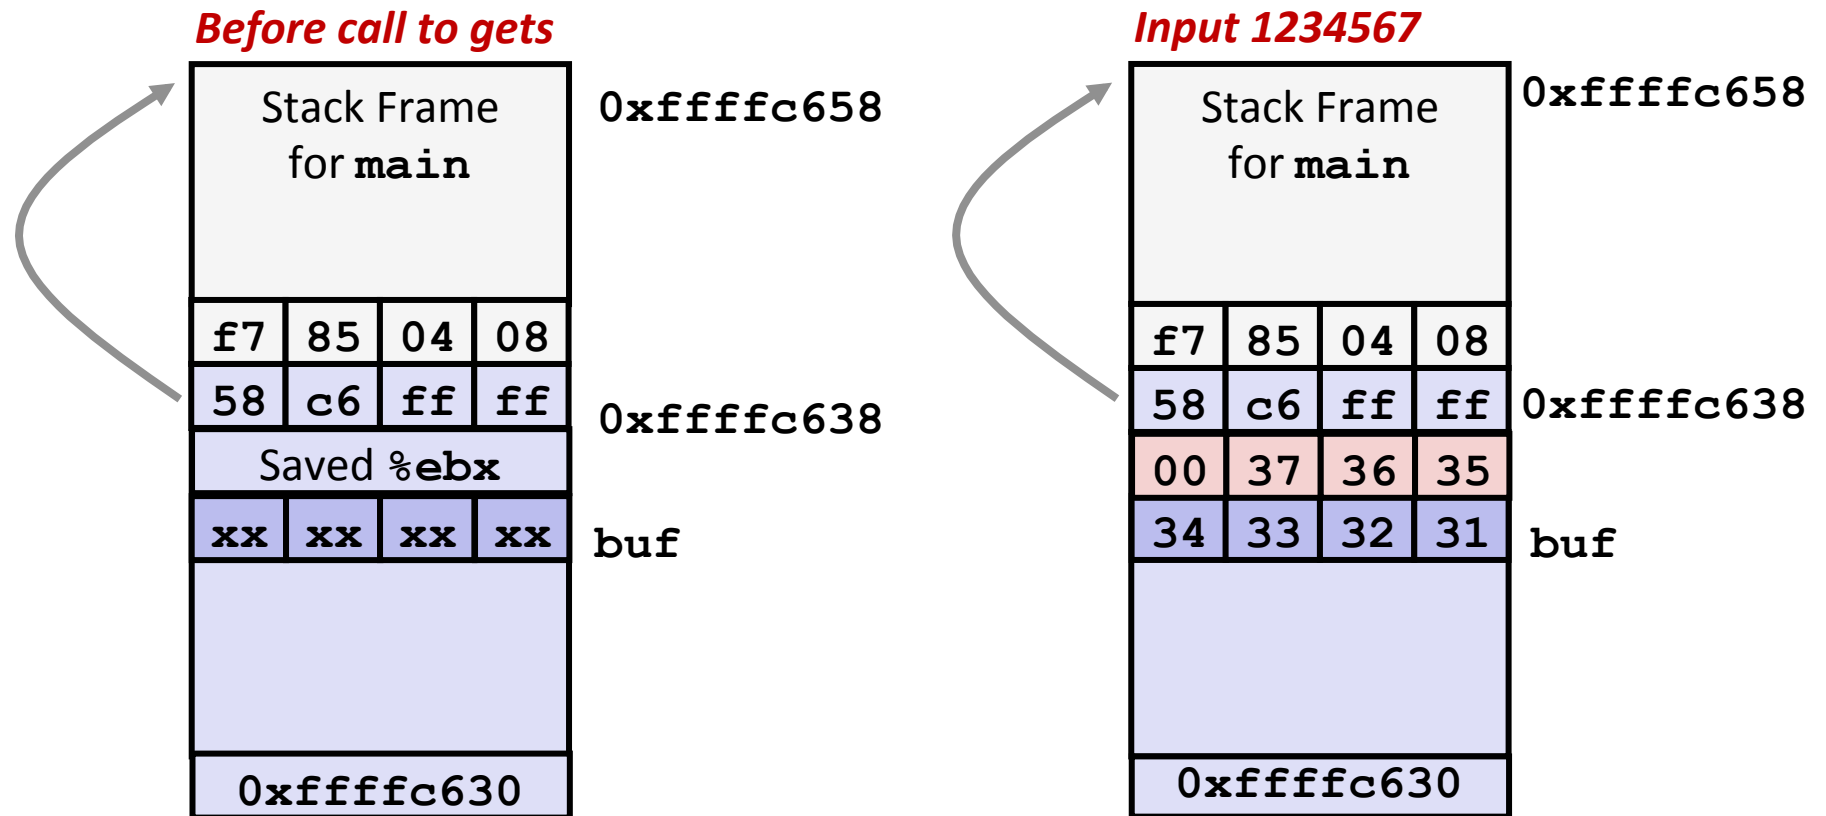 Before call to gets
Stack Frame
for main
0xffffc658
f7 85 04 08
58 c6 ff ff
0xffffc638
Saved %ebx
xx xx xx xx
buf
0xffffc630
Input 1234567
Stack Frame
for main
0xffffc658
f7 85 04 08
58 c6 ff ff
0xffffc638
00 37 36 35
34 33 32 31
buf
0xffffc630